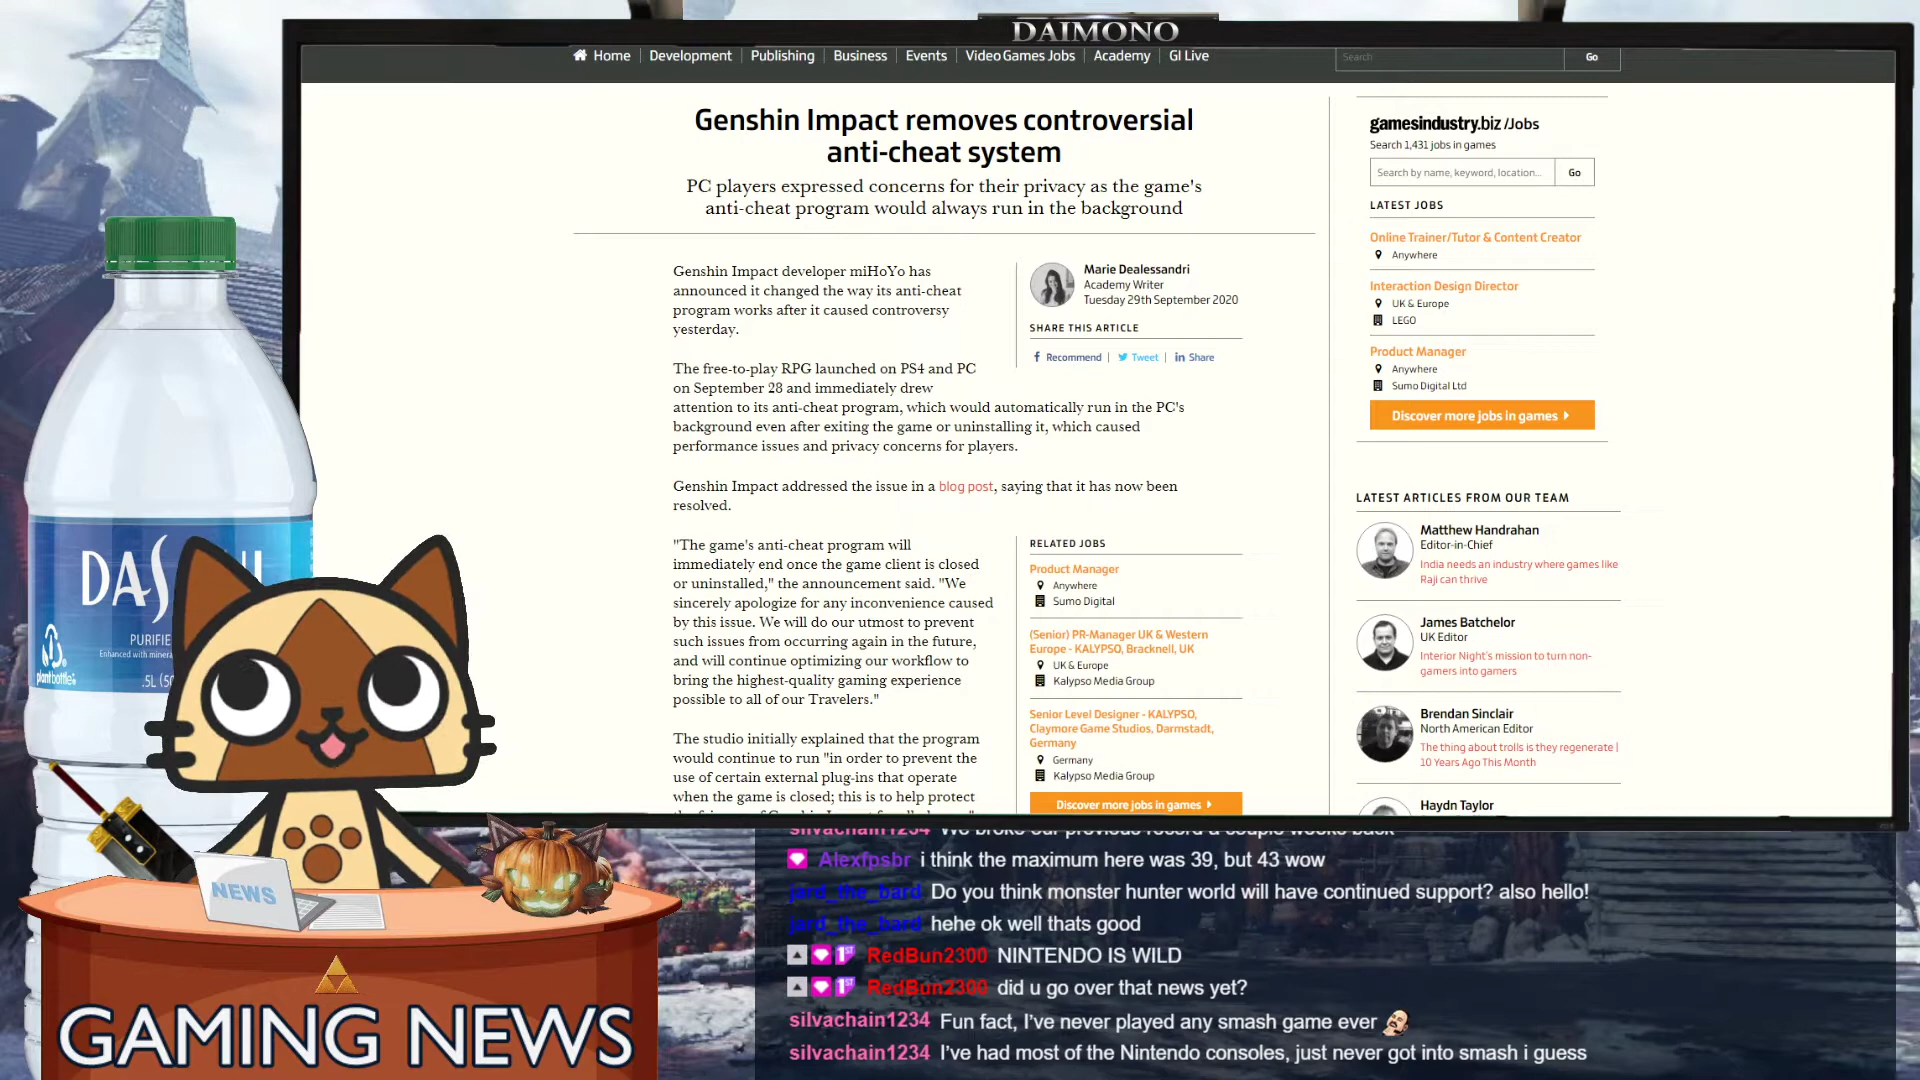 DAIMONO
Home
Development
Publishing
Business
Events
Video Games Jobs
Academy
GI Live
Search
Go
Genshin Impact removes controversial
anti-cheat system
PC players expressed concerns for their privacy as the game's
anti-cheat program would always run in the background
Genshin Impact developer miHoYo has
announced it changed the way its anti-cheat
program works after it caused controversy
yesterday.
The free-to-play RPG launched on PS4 and PC
on September 28 and immediately drew
attention to its anti-cheat program, which would automatically run in the PC's
background even after exiting the game or uninstalling it, which caused
performance issues and privacy concerns for players.
Genshin Impact addressed the issue in a blog post, saying that it has now been
resolved.
"The game's anti-cheat program will
immediately end once the game client is closed
or uninstalled," the announcement said. "We
sincerely apologize for any inconvenience caused
by this issue. We will do our utmost to prevent
such issues from occurring again in the future,
and will continue optimizing our workflow to
bring the highest-quality gaming experience
possible to all of our Travelers."
The studio initially explained that the program
would continue to run "in order to prevent the
use of certain external plug-ins that operate
when the game is closed; this is to help protect
Marie Dealessandri
Academy Writer
Tuesday 29th September 2020
SHARE THIS ARTICLE
Recommend
Tweet
Share
RELATED JOBS
Product Manager
Anywhere
Sumo Digital
(Senior) PR-Manager UK & Western
Europe - KALYPSO, Bracknell, UK
UK & Europe
Kalypso Media Group
Senior Level Designer - KALYPSO,
Claymore Game Studios, Darmstadt,
Germany
Germany
Kalypso Media Group
Discover more jobs in games
gamesindustry.biz /Jobs
Search 1,431 jobs in games
Search by name, keyword, location...
Go
LATEST JOBS
Online Trainer/Tutor & Content Creator
Anywhere
Interaction Design Director
UK & Europe
LEGO
Product Manager
Anywhere
Sumo Digital Ltd
Discover more jobs in games
LATEST ARTICLES FROM OUR TEAM
Matthew Handrahan
Editor-in-Chief
India needs an industry where games like
Raji can thrive
James Batchelor
UK Editor
Interior Night's mission to turn non-
gamers into gamers
Brendan Sinclair
North American Editor
The thing about trolls is they regenerate |
10 Years Ago This Month
Haydn Taylor
DAS
PURIFIE
Enhanced with minera
plantbottle
.5L (50
NEWS
GAMING NEWS
silvachain1234 We broke our previous record a couple weeks back
Alexfpsbr i think the maximum here was 39, but 43 wow
jard_the_bard Do you think monster hunter world will have continued support? also hello!
jard_the_bard hehe ok well thats good
1ST RedBun2300 NINTENDO IS WILD
1ST RedBun2300 did u go over that news yet?
silvachain1234 Fun fact, I've never played any smash game ever
silvachain1234 I've had most of the Nintendo consoles, just never got into smash i guess